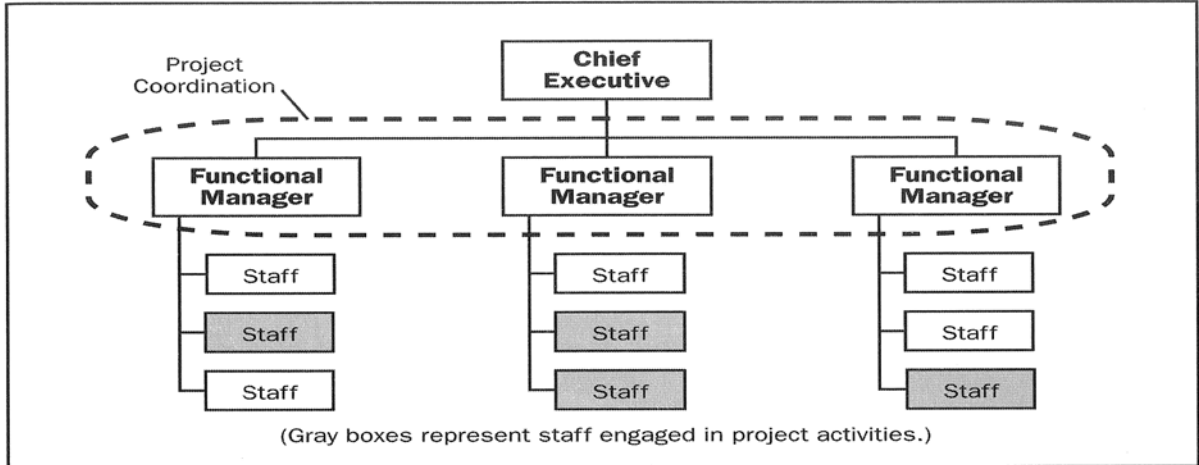 Project
Coordination
Chief
Executive
Functional
Manager
Functional
Manager
Functional
Manager
Staff
Staff
Staff
Staff
Staff
Staff
Staff
Staff
Staff
(Gray boxes represent staff engaged in project activities.)